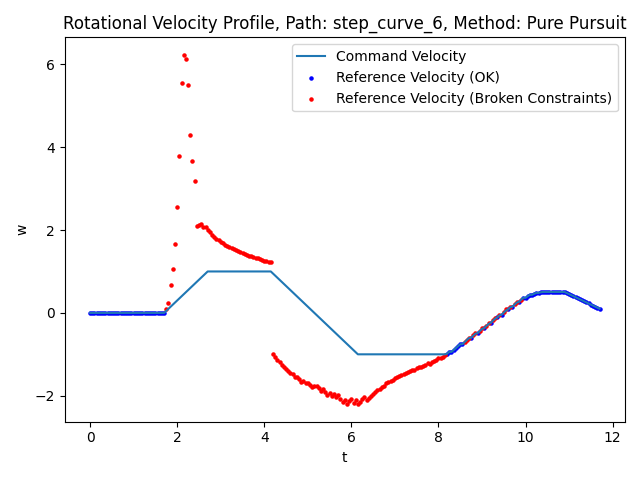 Rotational Velocity Profile, Path: step_curve_6, Method: Pure Pursuit
Command Velocity
Reference Velocity (OK)
Reference Velocity (Broken Constraints)
6
4
2
0
−2
w
0 2 4 6 8 10 12
t